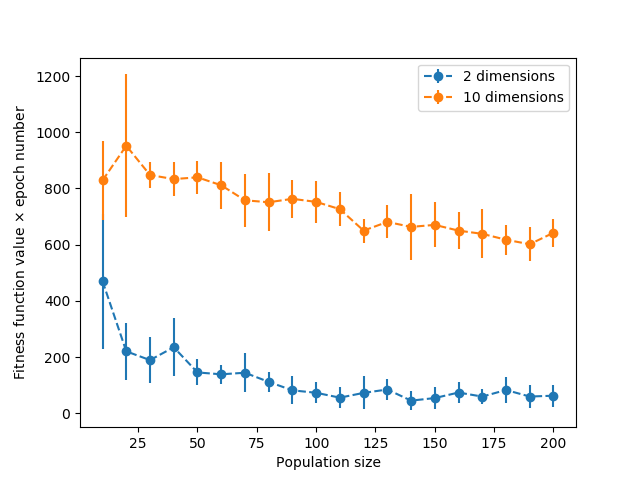 2 dimensions
10 dimensions
Fitness function value × epoch number
1200
1000
800
600
400
200
0
25 50 75 100 125 150 175 200
Population size